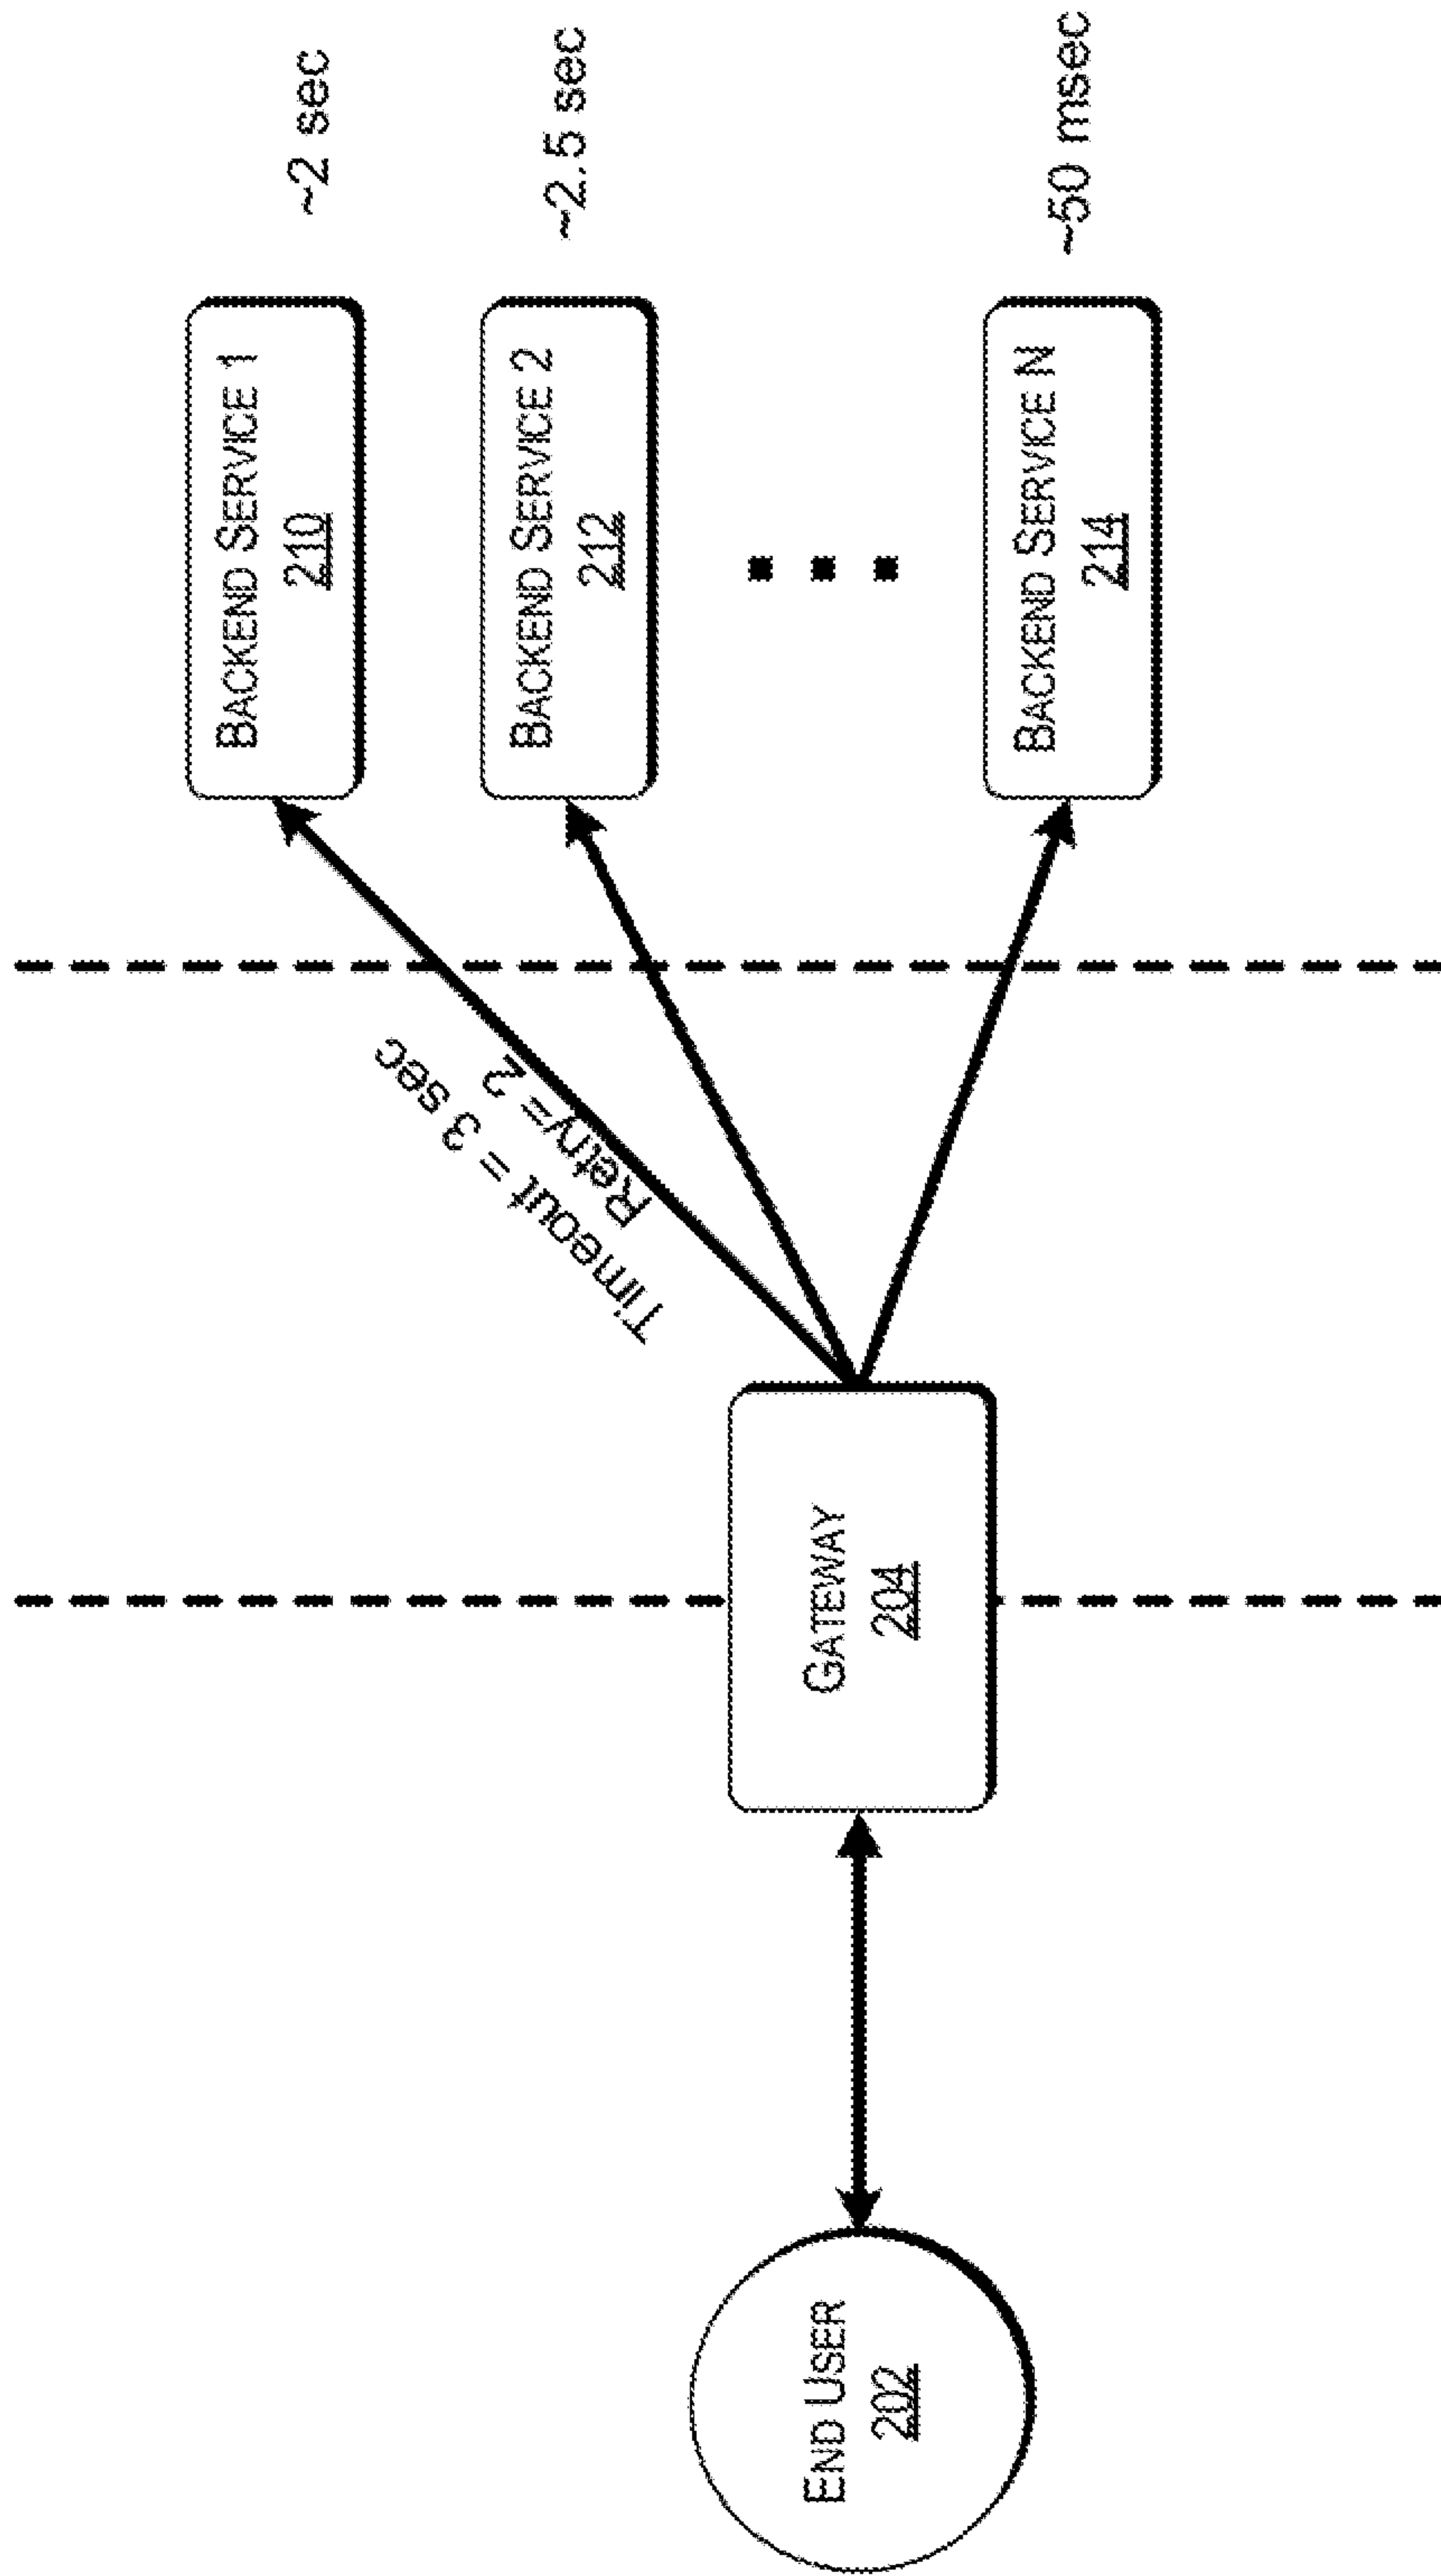 END USER
202
GATEWAY
204
Timeout = 3 sec
Retry= 2
BACKEND SERVICE 1
210
~2 sec
BACKEND SERVICE 2
212
~2.5 sec
BACKEND SERVICE N
214
~50 msec